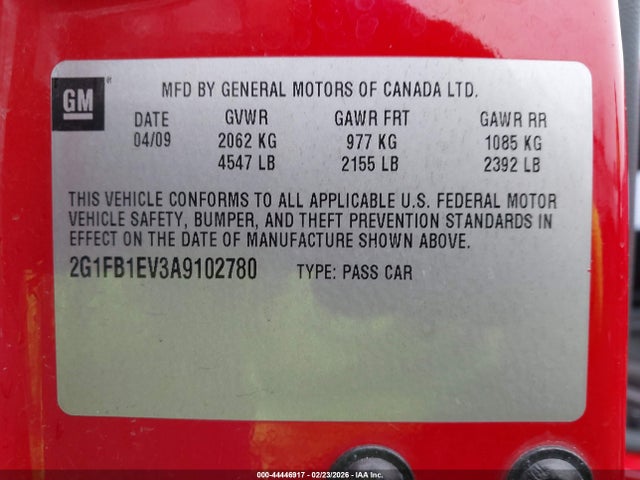 GM
MFD BY GENERAL MOTORS OF CANADA LTD.
DATE GVWR GAWR FRT GAWR RR
04/09 2062 KG 977 KG 1085 KG
4547 LB 2155 LB 2392 LB
THIS VEHICLE CONFORMS TO ALL APPLICABLE U.S. FEDERAL MOTOR
VEHICLE SAFETY, BUMPER, AND THEFT PREVENTION STANDARDS IN
EFFECT ON THE DATE OF MANUFACTURE SHOWN ABOVE.
2G1FB1EV3A9102780 TYPE: PASS CAR
000-44446917 - 02/23/2026 - IAA Inc.